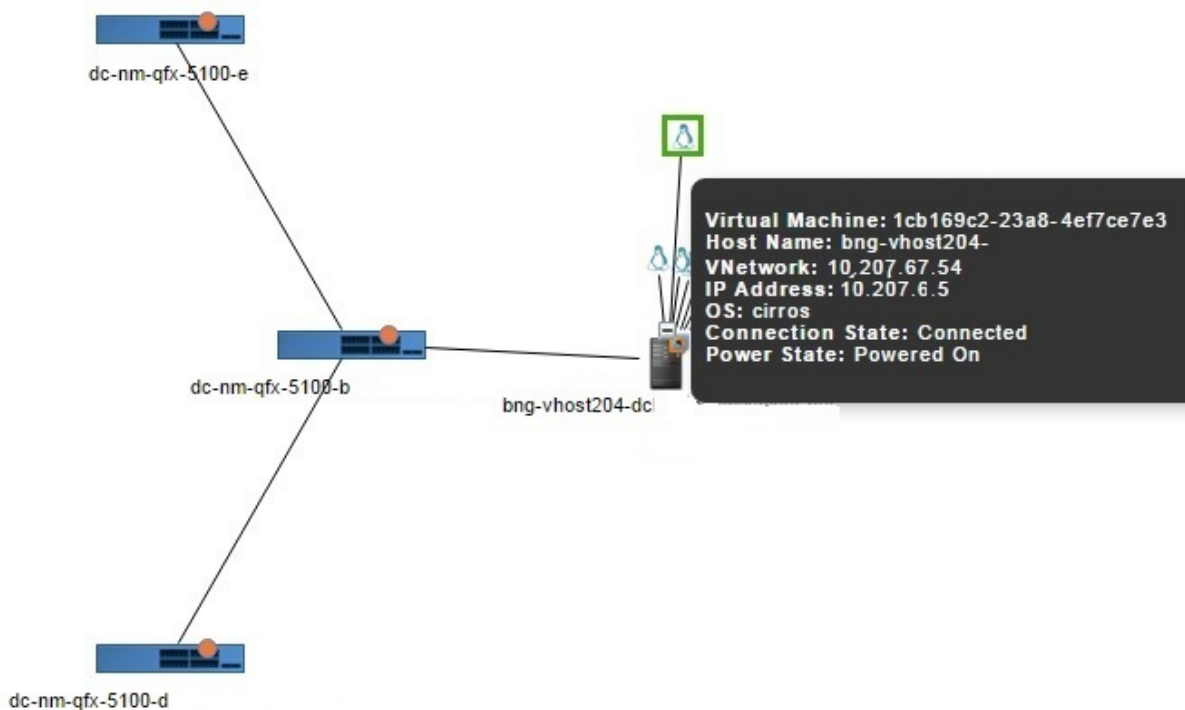 dc-nm-qfx-5100-e
Virtual Machine: 1cb169c2-23a8-4ef7ce7e3
Host Name: bng-vhost204-
VNetwork: 10.207.67.54
IP Address: 10.207.6.5
OS: cirros
Connection State: Connected
Power State: Powered On
dc-nm-qfx-5100-b
bng-vhost204-dc
dc-nm-qfx-5100-d